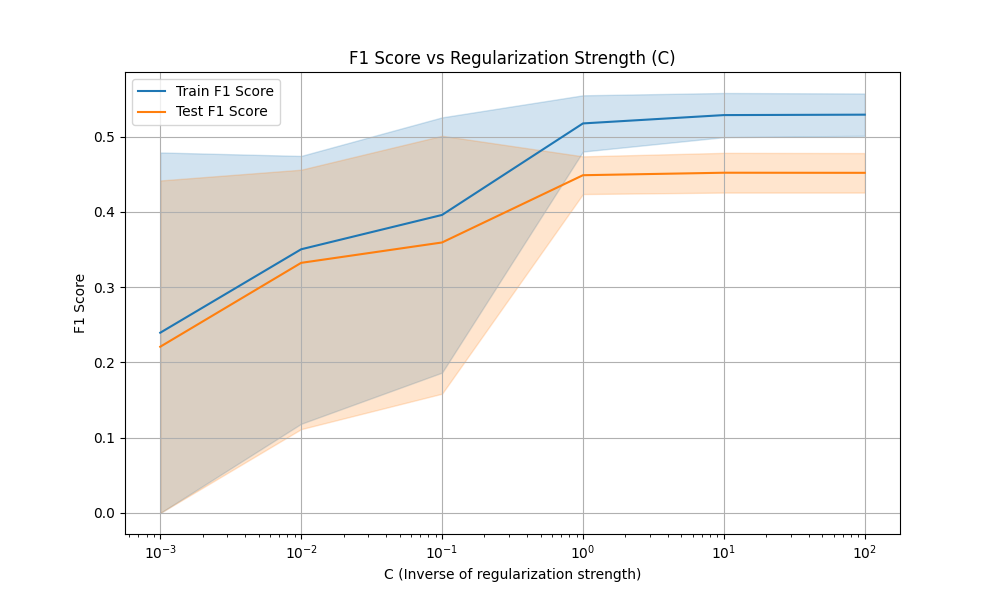 F1 Score vs Regularization Strength (C)
Train F1 Score
Test F1 Score
F1 Score
0.5
0.4
0.3
0.2
0.1
0.0
10⁻³ 10⁻² 10⁻¹ 10⁰ 10¹ 10²
C (Inverse of regularization strength)